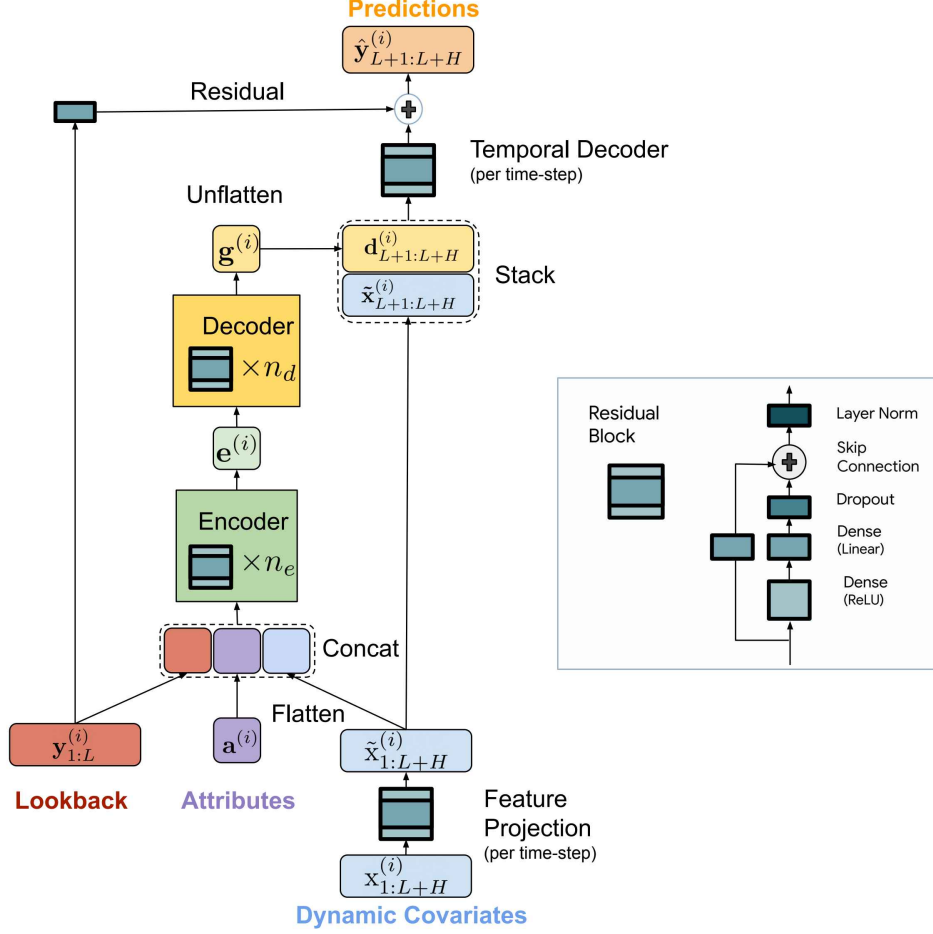 Predictions
ŷ^{(i)}_{L+1:L+H}
Residual
Temporal Decoder
(per time-step)
Unflatten
g^{(i)}
d^{(i)}_{L+1:L+H}
x̃^{(i)}_{L+1:L+H}
Stack
Decoder
×n_d
e^{(i)}
Encoder
×n_e
Concat
Flatten
y^{(i)}_{1:L}
a^{(i)}
x̃^{(i)}_{1:L+H}
Lookback
Attributes
Feature
Projection
(per time-step)
x^{(i)}_{1:L+H}
Dynamic Covariates
Residual
Block
Layer Norm
Skip
Connection
Dropout
Dense
(Linear)
Dense
(ReLU)